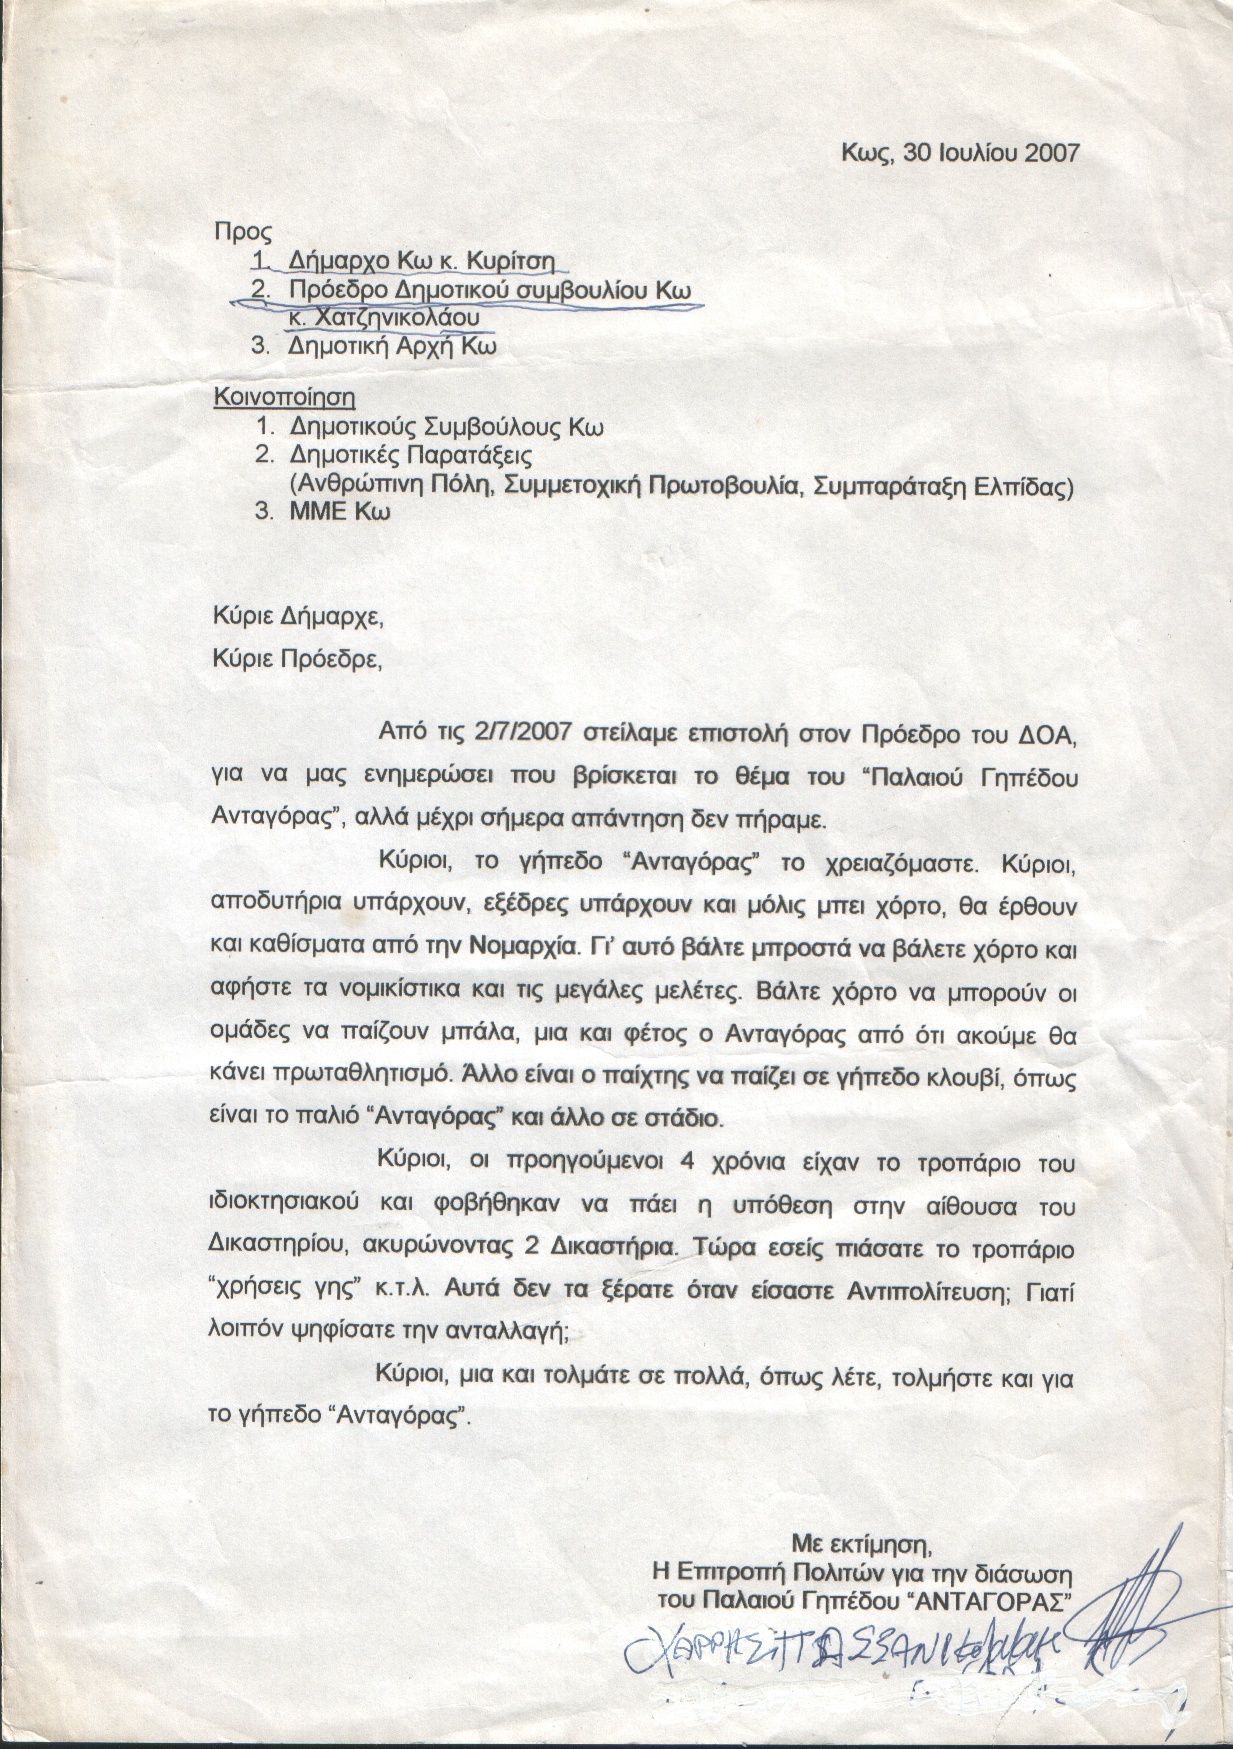 Κως, 30 Ιουλίου 2007
Προς
1. Δήμαρχο Κω κ. Κυρίτση
2. Πρόεδρο Δημοτικού συμβουλίου Κω
κ. Χατζηνικολάου
3. Δημοτική Αρχή Κω
Κοινοποίηση
1. Δημοτικούς Συμβούλους Κω
2. Δημοτικές Παρατάξεις
(Ανθρώπινη Πόλη, Συμμετοχική Πρωτοβουλία, Συμπαράταξη Ελπίδας)
3. ΜΜΕ Κω
Κύριε Δήμαρχε,
Κύριε Πρόεδρε,
Από τις 2/7/2007 στείλαμε επιστολή στον Πρόεδρο του ΔΟΑ,
για να μας ενημερώσει που βρίσκεται το θέμα του “Παλαιού Γηπέδου
Ανταγόρας”, αλλά μέχρι σήμερα απάντηση δεν πήραμε.
Κύριοι, το γήπεδο “Ανταγόρας” το χρειαζόμαστε. Κύριοι,
αποδυτήρια υπάρχουν, εξέδρες υπάρχουν και μόλις μπει χόρτο, θα έρθουν
και καθίσματα από την Νομαρχία. Γι’ αυτό βάλτε μπροστά να βάλετε χόρτο και
αφήστε τα νομικίστικα και τις μεγάλες μελέτες. Βάλτε χόρτο να μπορούν οι
ομάδες να παίζουν μπάλα, μια και φέτος ο Ανταγόρας από ότι ακούμε θα
κάνει πρωταθλητισμό. Άλλο είναι ο παίχτης να παίζει σε γήπεδο κλουβί, όπως
είναι το παλιό “Ανταγόρας” και άλλο σε στάδιο.
Κύριοι, οι προηγούμενοι 4 χρόνια είχαν το τροπάριο του
ιδιοκτησιακού και φοβήθηκαν να πάει η υπόθεση στην αίθουσα του
Δικαστηρίου, ακυρώνοντας 2 Δικαστήρια. Τώρα εσείς πιάσατε το τροπάριο
“χρήσεις γης” κ.τ.λ. Αυτά δεν τα ξέρατε όταν είσαστε Αντιπολίτευση; Γιατί
λοιπόν ψηφίσατε την ανταλλαγή;
Κύριοι, μια και τολμάτε σε πολλά, όπως λέτε, τολμήστε και για
το γήπεδο “Ανταγόρας”.
Με εκτίμηση,
Η Επιτροπή Πολιτών για την διάσωση
του Παλαιού Γηπέδου “ΑΝΤΑΓΟΡΑΣ”